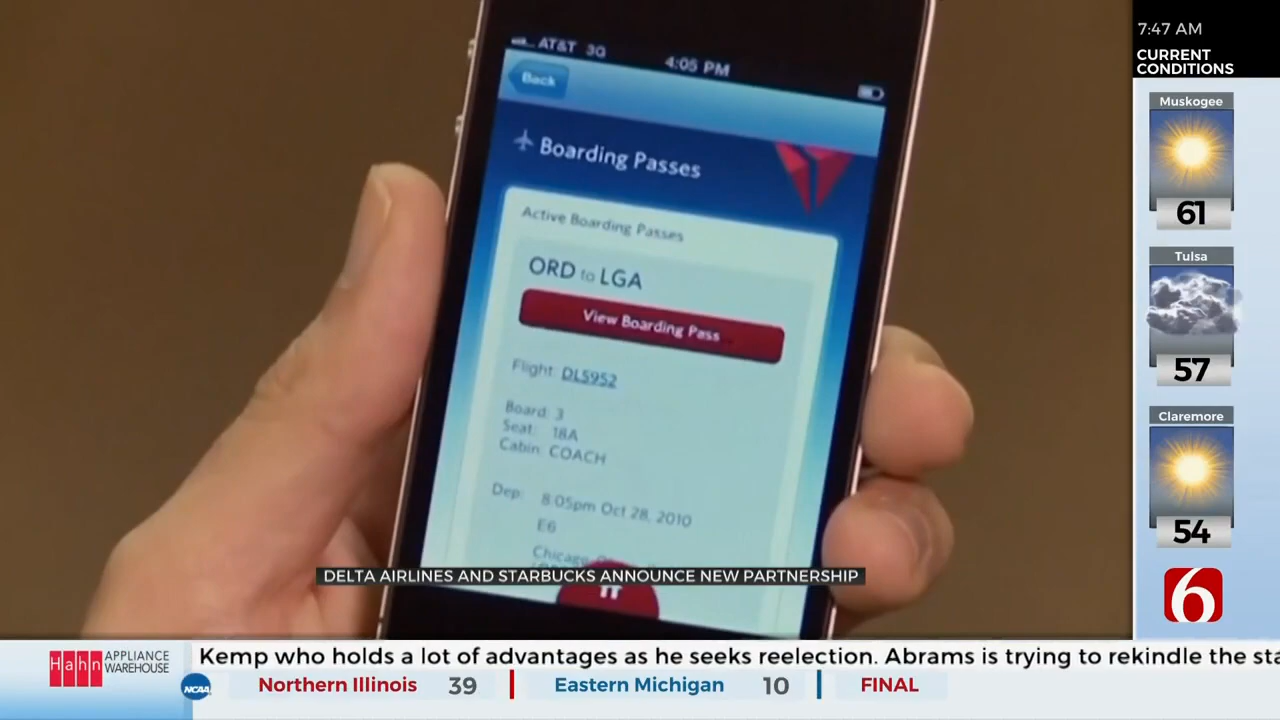 AT&T 3G
4:05 PM
Back
Boarding Passes
Active Boarding Passes
ORD to LGA
View Boarding Pass
Flight: DL5952
Board: 3
Seat: 18A
Cabin: COACH
Dep: 8:05pm Oct 28, 2010
E6
Chicago
DELTA AIRLINES AND STARBUCKS ANNOUNCE NEW PARTNERSHIP
7:47 AM
CURRENT
CONDITIONS
Muskogee
61
Tulsa
57
Claremore
54
6
Hahn APPLIANCE
WAREHOUSE
Kemp who holds a lot of advantages as he seeks reelection. Abrams is trying to rekindle the sta
NCAA Northern Illinois 39 Eastern Michigan 10 FINAL